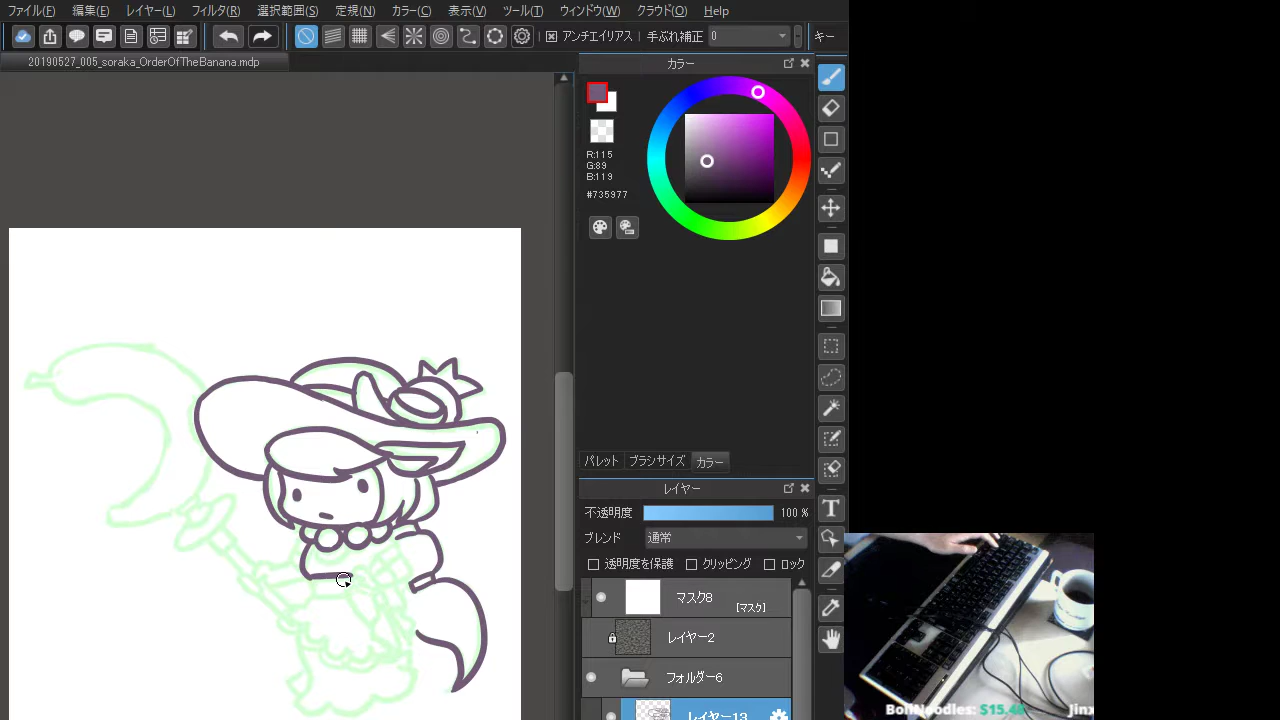 ファイル(F) 編集(E) レイヤー(L) フィルタ(R) 選択範囲(S) 定規(N) カラー(C) 表示(V) ツール(T) ウィンドウ(W) クラウド(O) Help
アンチエイリアス 手ぶれ補正 0 キー
20190527_005_soraka_OrderOfTheBanana.mdp
カラー
R:115
G:89
B:119
#735977
パレット ブラシサイズ カラー
レイヤー
不透明度 100 %
ブレンド 通常
透明度を保護 クリッピング ロック
マスク8
[マスク]
レイヤー2
フォルダー6
レイヤー13
T
$15.48
Jinx